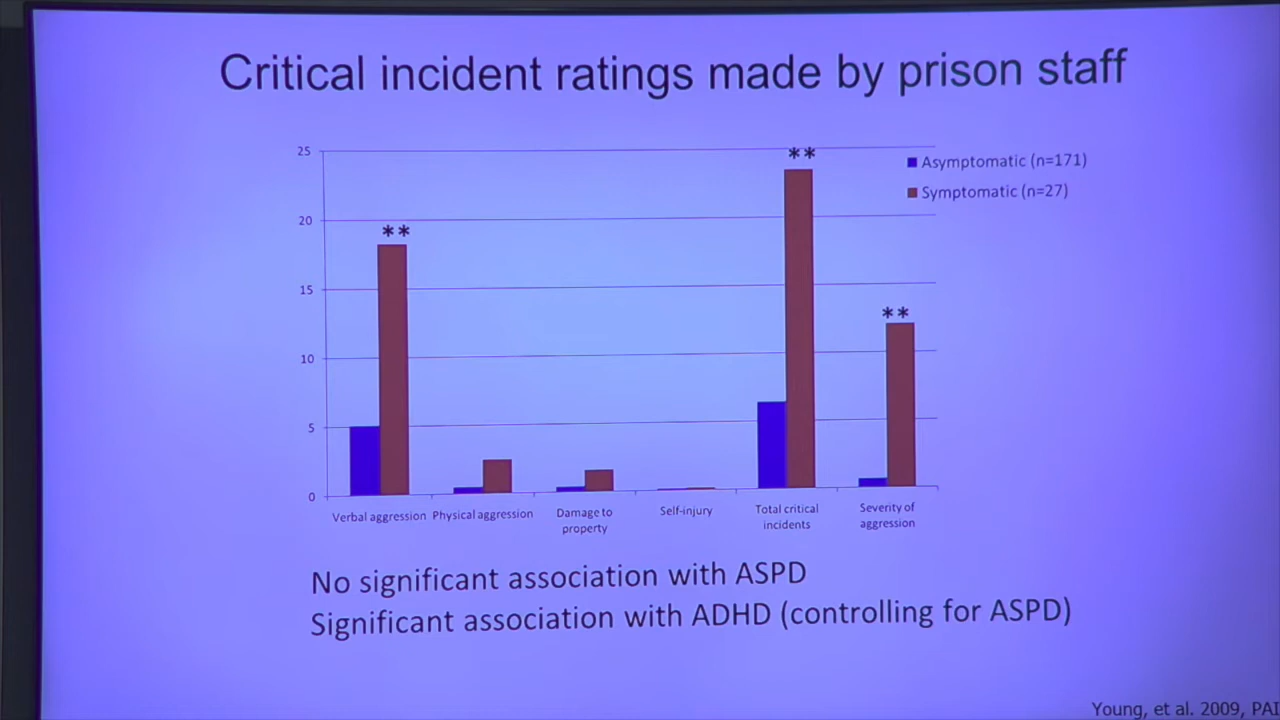 Critical incident ratings made by prison staff
25
20
15
10
5
0
**
**
**
Asymptomatic (n=171)
Symptomatic (n=27)
Verbal aggression
Physical aggression
Damage to
property
Self-injury
Total critical
incidents
Severity of
aggression
No significant association with ASPD
Significant association with ADHD (controlling for ASPD)
Young, et al. 2009, PAI